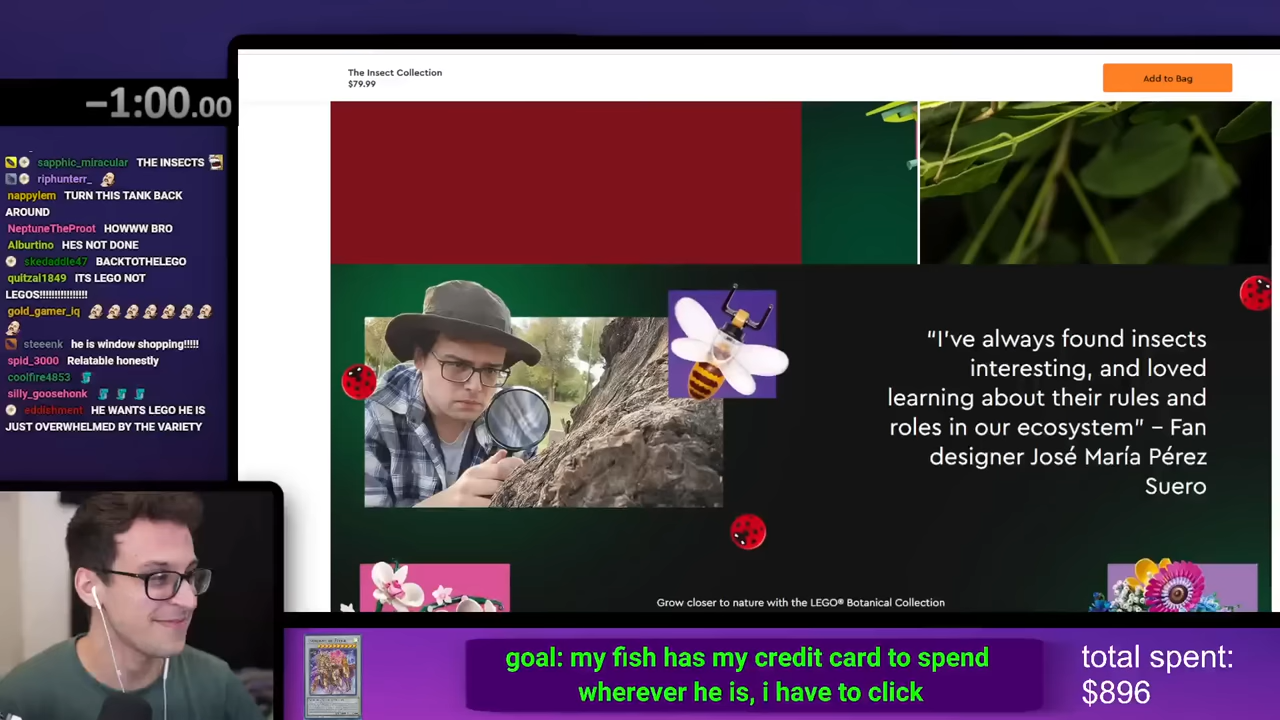 The Insect Collection
$79.99
Add to Bag
−1:00.00
sapphic_miracular THE INSECTS
riphunterr_
nappylem TURN THIS TANK BACK
AROUND
NeptuneTheProot HOWWW BRO
Alburtino HES NOT DONE
skedaddle47 BACKTOTHELEGO
quitzal1849 ITS LEGO NOT
LEGOS!!!!!!!!!!!!!!!!
gold_gamer_iq
steeenk he is window shopping!!!!!
spid_3000 Relatable honestly
coolfire4853
silly_goosehonk
eddishment HE WANTS LEGO HE IS
JUST OVERWHELMED BY THE VARIETY
“I’ve always found insects
interesting, and loved
learning about their rules and
roles in our ecosystem” – Fan
designer José María Pérez
Suero
Grow closer to nature with the LEGO® Botanical Collection
goal: my fish has my credit card to spend
wherever he is, i have to click
total spent:
$896